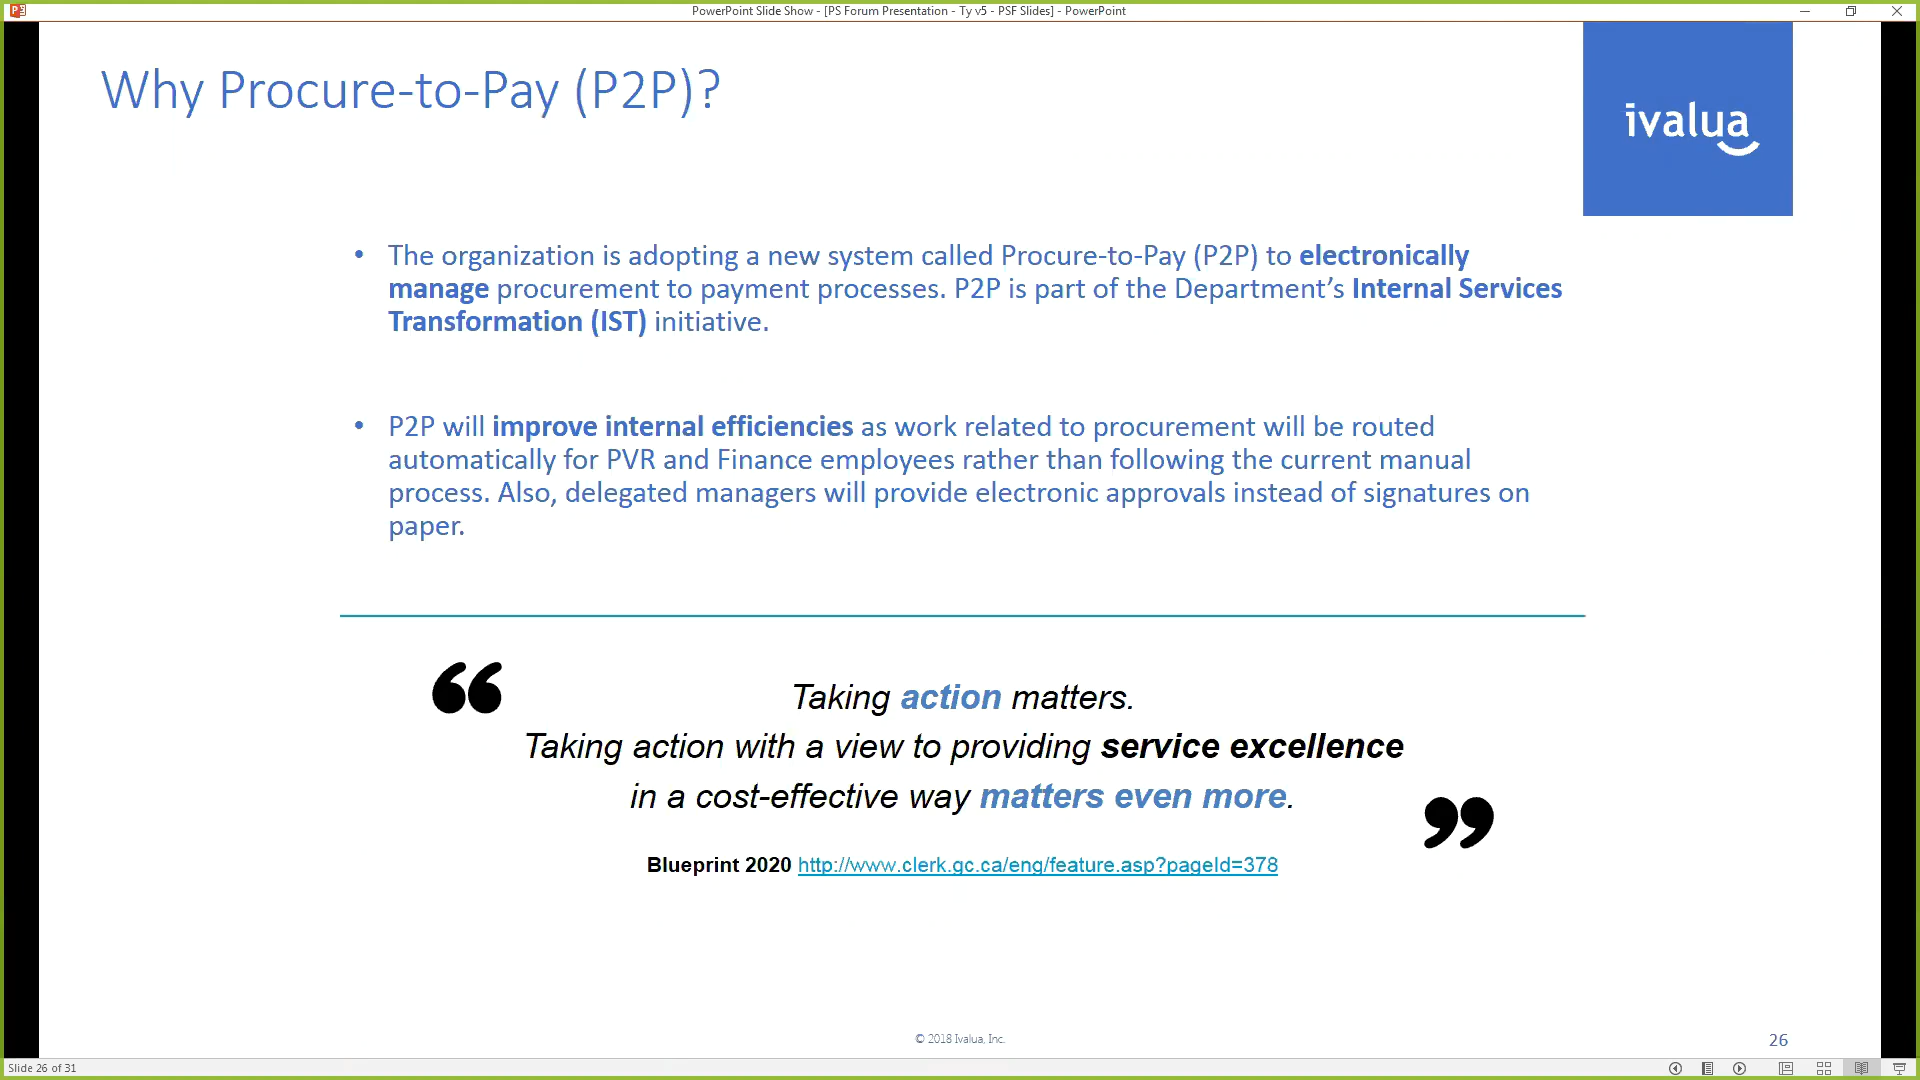 PowerPoint Slide Show - [PS Forum Presentation - Ty v5 - PSF Slides] - PowerPoint
Why Procure-to-Pay (P2P)?
ivalua
• The organization is adopting a new system called Procure-to-Pay (P2P) to electronically
manage procurement to payment processes. P2P is part of the Department’s Internal Services
Transformation (IST) initiative.
• P2P will improve internal efficiencies as work related to procurement will be routed
automatically for PVR and Finance employees rather than following the current manual
process. Also, delegated managers will provide electronic approvals instead of signatures on
paper.
“
Taking action matters.
Taking action with a view to providing service excellence
in a cost-effective way matters even more.
”
Blueprint 2020 http://www.clerk.gc.ca/eng/feature.asp?pageId=378
© 2018 Ivalua, Inc.
26
Slide 26 of 31